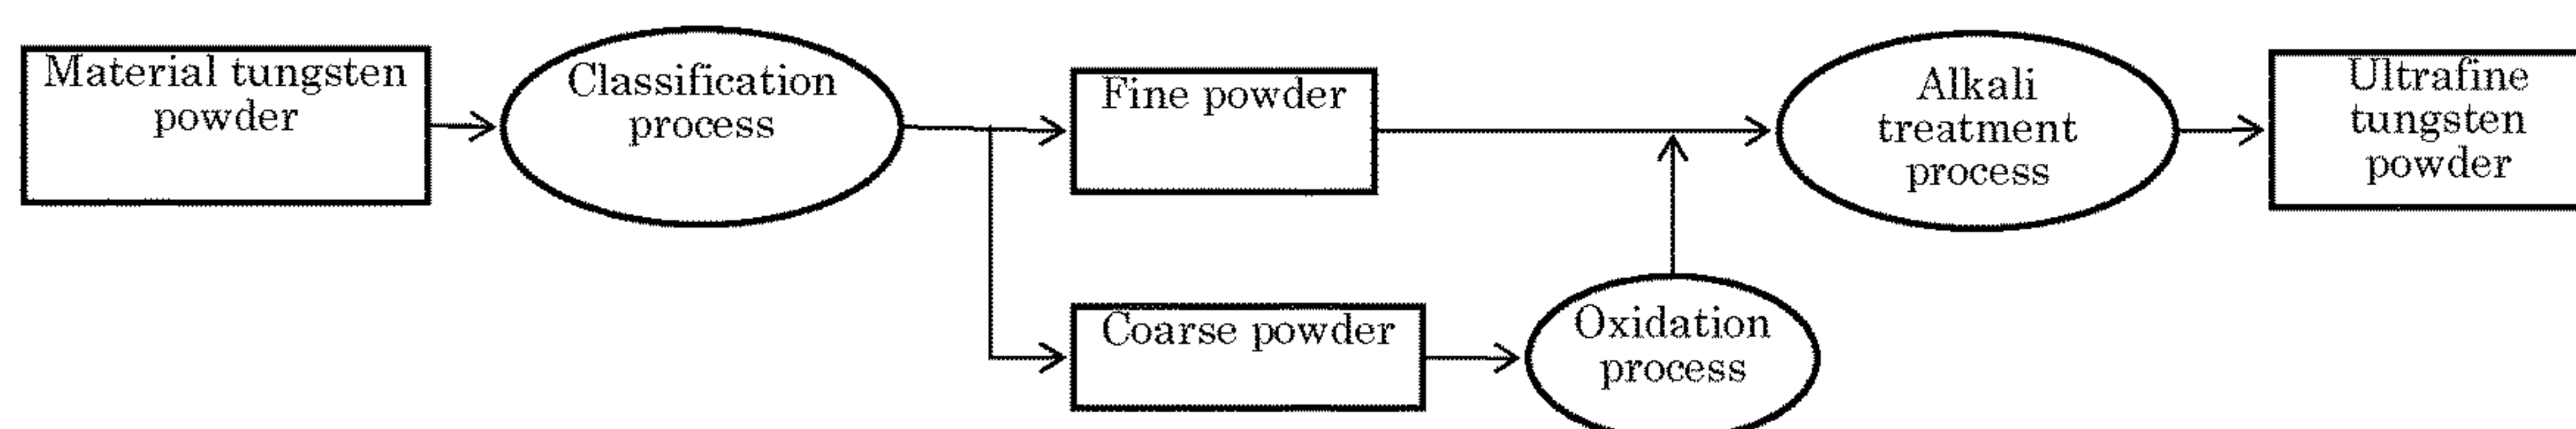 Material tungsten
powder
Classification
process
Fine powder
Alkali
treatment
process
Ultrafine
tungsten
powder
Coarse powder
Oxidation
process